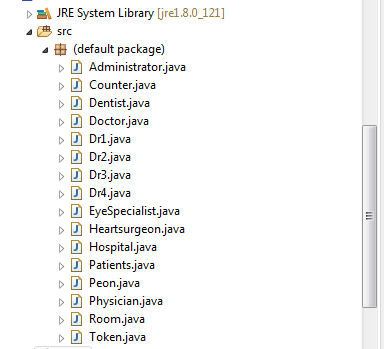 JRE System Library [jre1.8.0_121]
src
(default package)
Administrator.java
Counter.java
Dentist.java
Doctor.java
Dr1.java
Dr2.java
Dr3.java
Dr4.java
EyeSpecialist.java
Heartsurgeon.java
Hospital.java
Patients.java
Peon.java
Physician.java
Room.java
Token.java